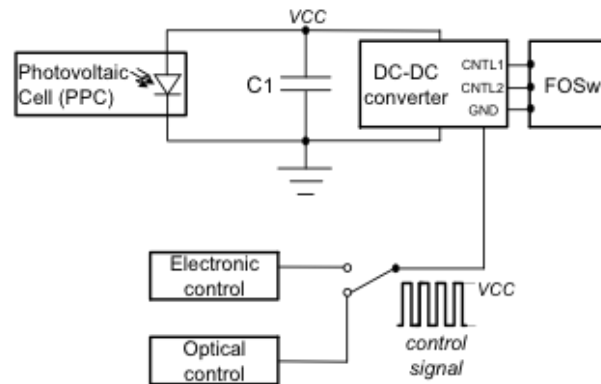 VCC
Photovoltaic
Cell (PPC)
C1
DC-DC
converter
CNTL1
CNTL2
GND
FOSw
Electronic
control
Optical
control
VCC
control
signal